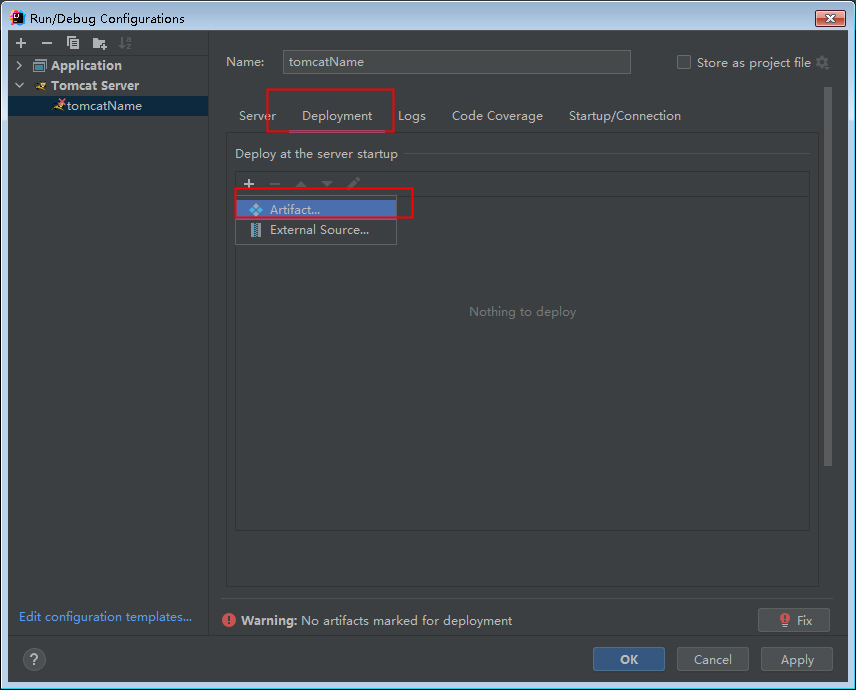 Run/Debug Configurations
Application
Tomcat Server
tomcatName
Name: tomcatName
Store as project file
Server Deployment Logs Code Coverage Startup/Connection
Deploy at the server startup
Artifact...
External Source...
Nothing to deploy
Edit configuration templates...
Warning: No artifacts marked for deployment
Fix
? OK Cancel Apply